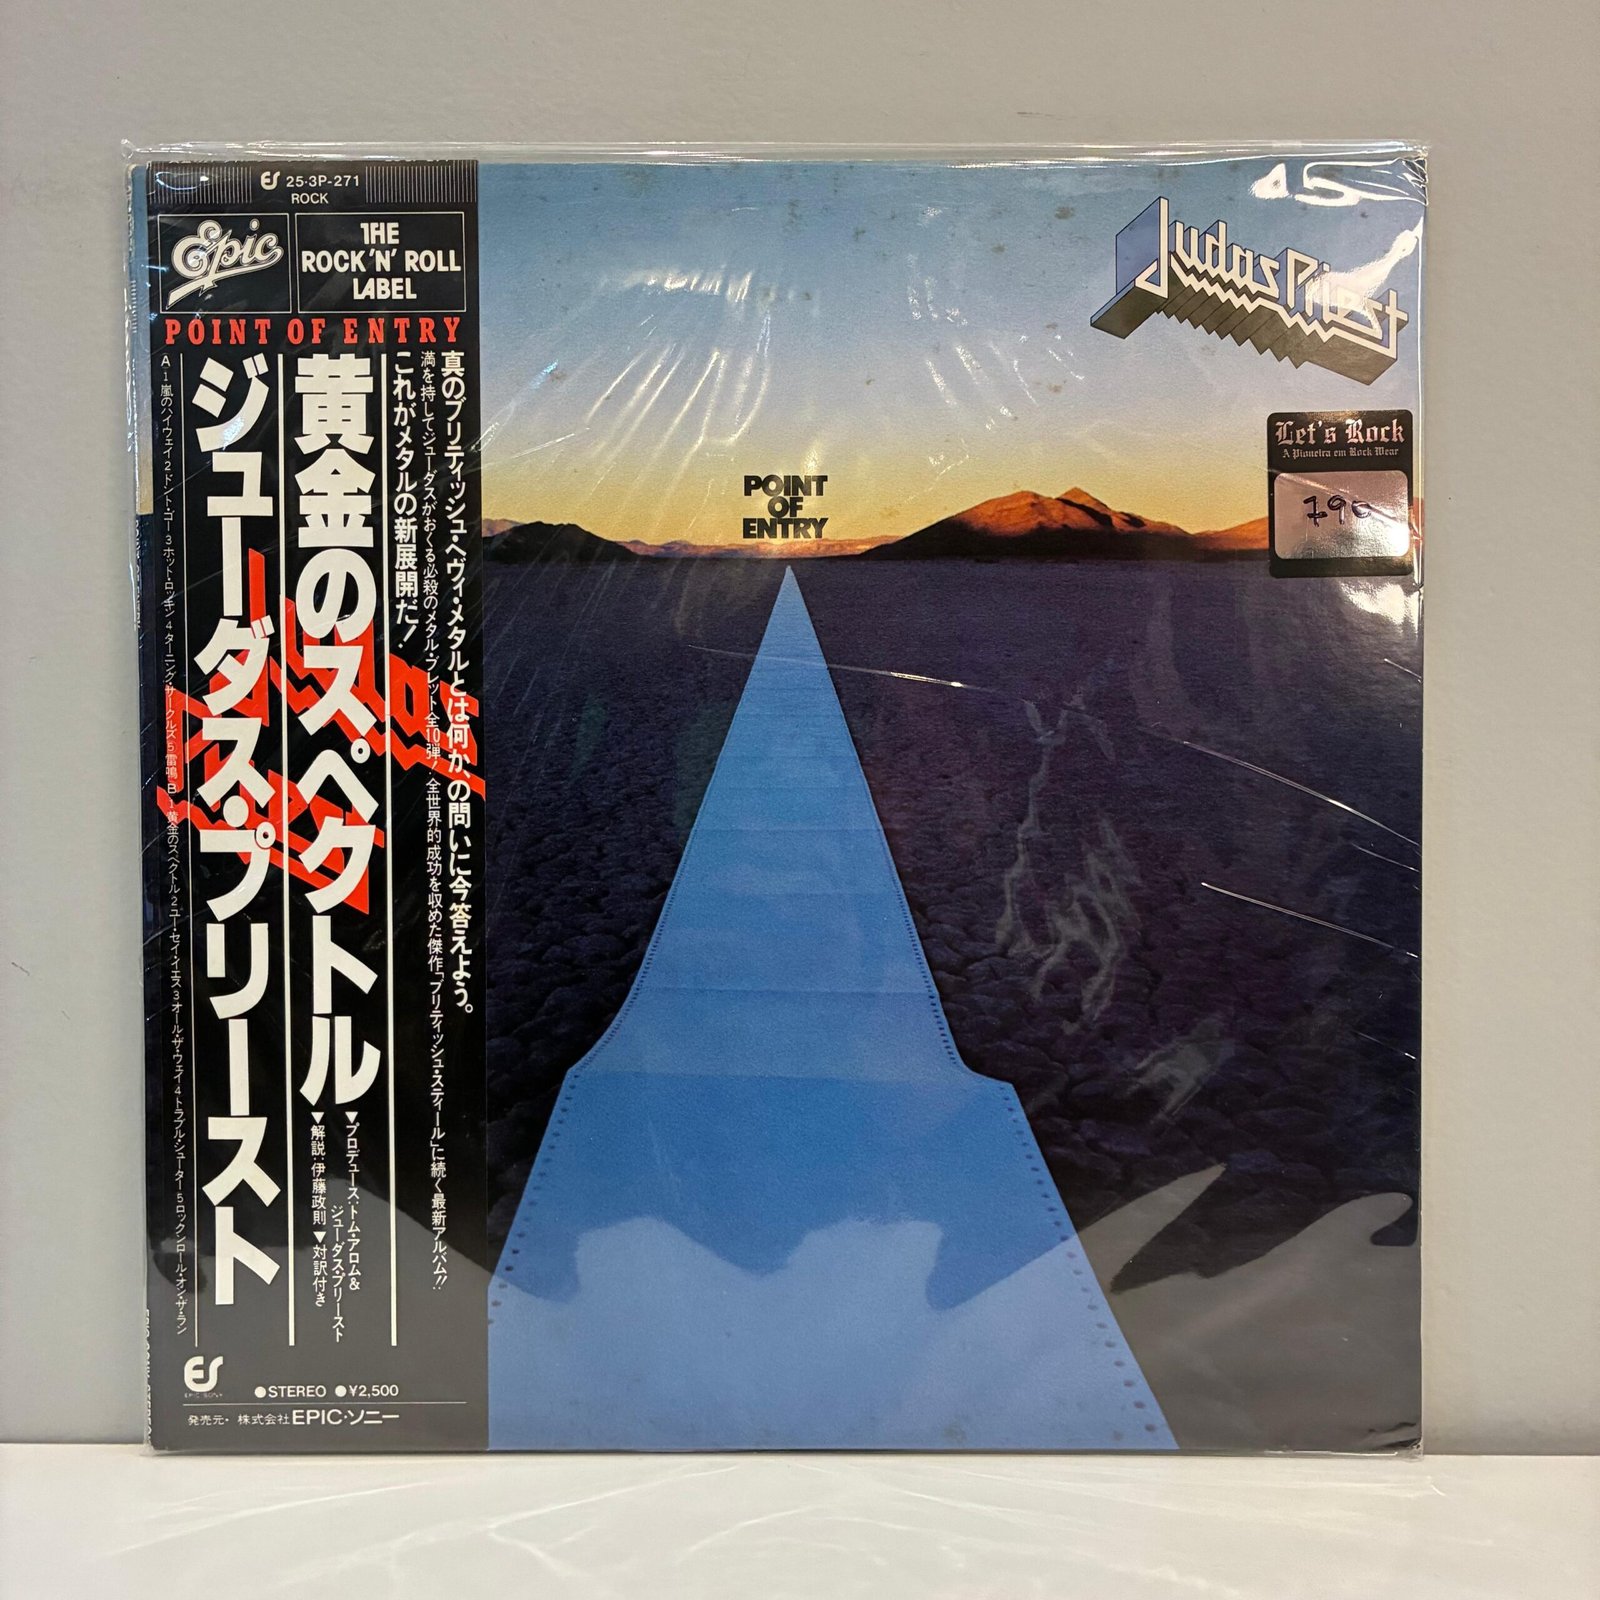 25・3P-271
ROCK
Epic
THE
ROCK 'N' ROLL
LABEL
POINT OF ENTRY
真のブリティッシュ・ヘヴィ・メタルとは何か、の問いに今答えよう。
満を持してジューダスがおくる必殺のメタル・ブレット全10弾!全世界的成功を収めた傑作「ブリティッシュ・スティール」に続く最新アルバム!!
これがメタルの新展開だ!
黄金のスペクトル
▼プロデュース:トム・アロム&
ジューダス・プリースト
▼解説:伊藤政則 ▼対訳付き
ジューダス・プリースト
A 1 嵐のハイウェイ 2 ドント・ゴー 3 ホット・ロッキン 4 ターニング・サークルズ 5 雷鳴 B 1 黄金のスペクトル 2 ユー・セイ・イエス 3 オール・ザ・ウェイ 4 トラブル・シューター 5 ロックンロール・オン・ザ・ラン
EPIC/SONY
●STEREO ●¥2,500
発売元・株式会社EPIC・ソニー
Judas Priest
Let's Rock
A Pioneira em Rock Wear
790
POINT
OF
ENTRY